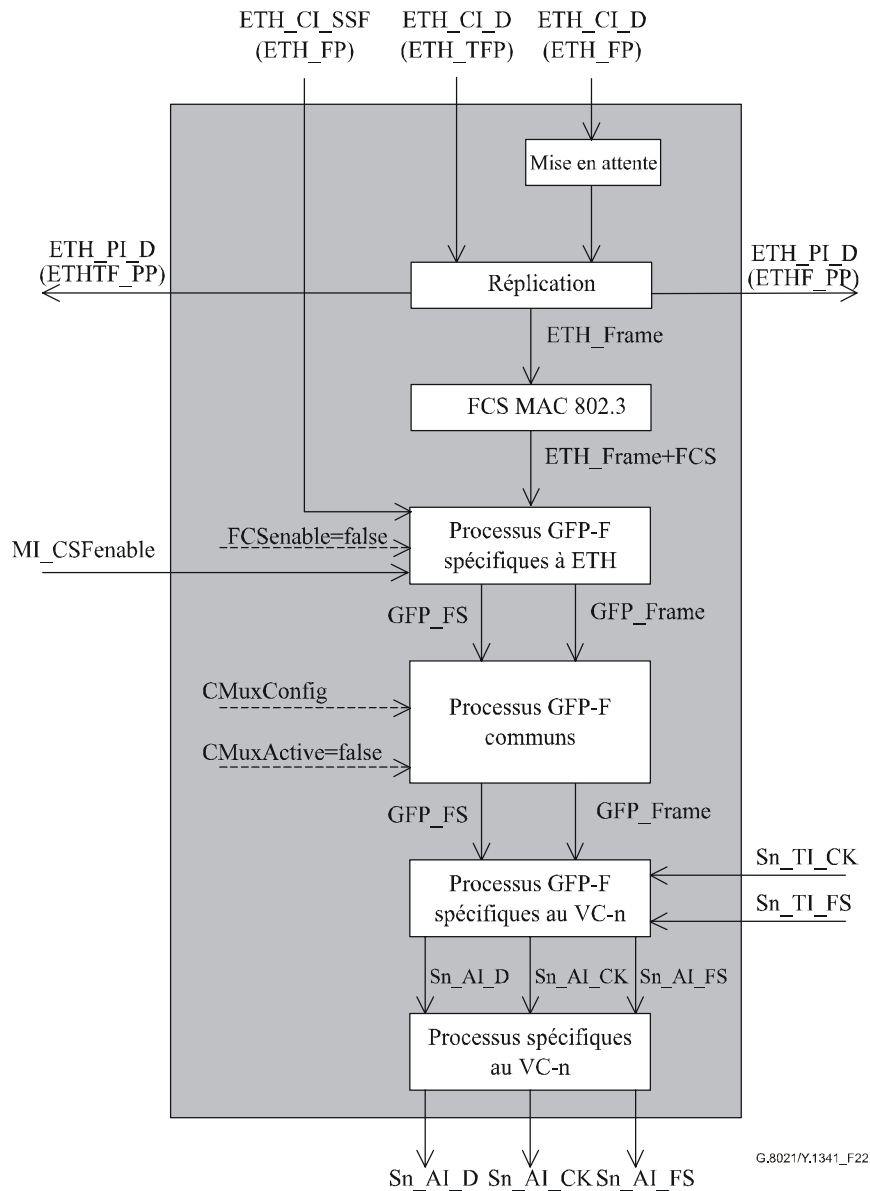 ETH_CI_SSF
(ETH_FP)
ETH_CI_D
(ETH_TFP)
ETH_CI_D
(ETH_FP)
Mise en attente
ETH_PI_D
(ETHTF_PP)
Réplication
ETH_PI_D
(ETHF_PP)
ETH_Frame
FCS MAC 802.3
ETH_Frame+FCS
MI_CSFenable
FCSenable=false
Processus GFP-F
spécifiques à ETH
GFP_FS
GFP_Frame
CMuxConfig
CMuxActive=false
Processus GFP-F
communs
GFP_FS
GFP_Frame
Processus GFP-F
spécifiques au VC-n
Sn_TI_CK
Sn_TI_FS
Sn_AI_D
Sn_AI_CK
Sn_AI_FS
Processus spécifiques
au VC-n
Sn_AI_D
Sn_AI_CK
Sn_AI_FS
G.8021/Y.1341_F22